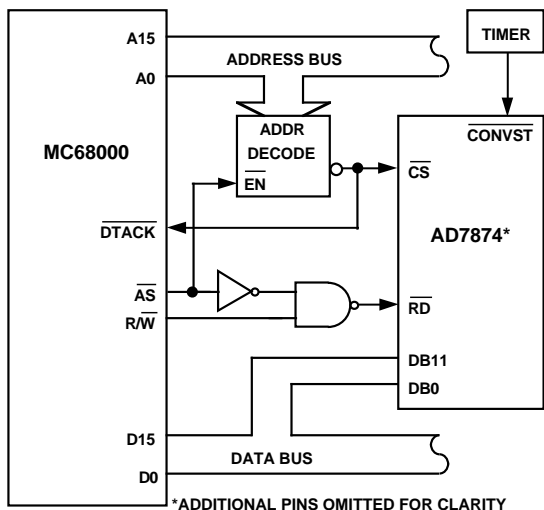 A15
ADDRESS BUS
TIMER
A0
ADDR
DECODE
CONVST
MC68000
EN
CS
DTACK
AD7874*
AS
R/W
RD
DB11
DB0
D15
DATA BUS
D0
*ADDITIONAL PINS OMITTED FOR CLARITY